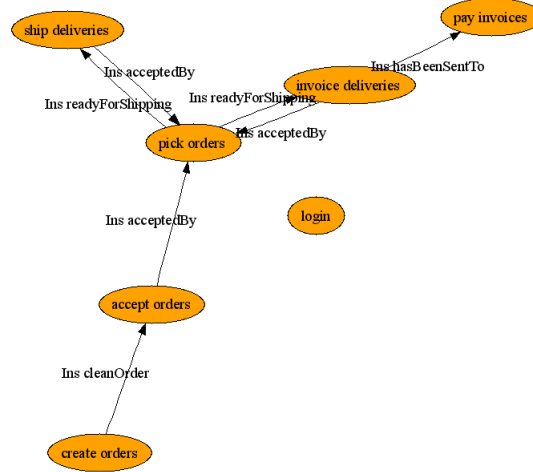 pay invoices
ship deliveries
Ins hasBeenSentTo
Ins acceptedBy
invoice deliveries
Ins readyForShipping
Ins readyForShipping
Ins acceptedBy
pick orders
login
Ins acceptedBy
accept orders
Ins cleanOrder
create orders